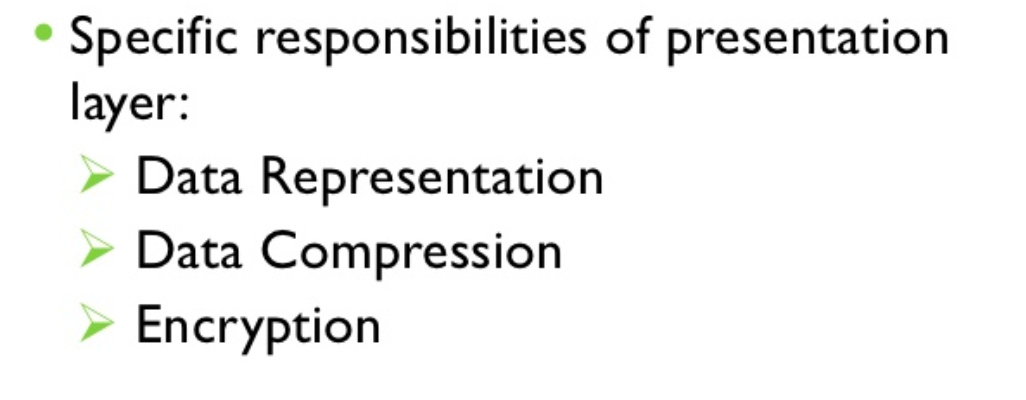 • Specific responsibilities of presentation
layer:
➢ Data Representation
➢ Data Compression
➢ Encryption